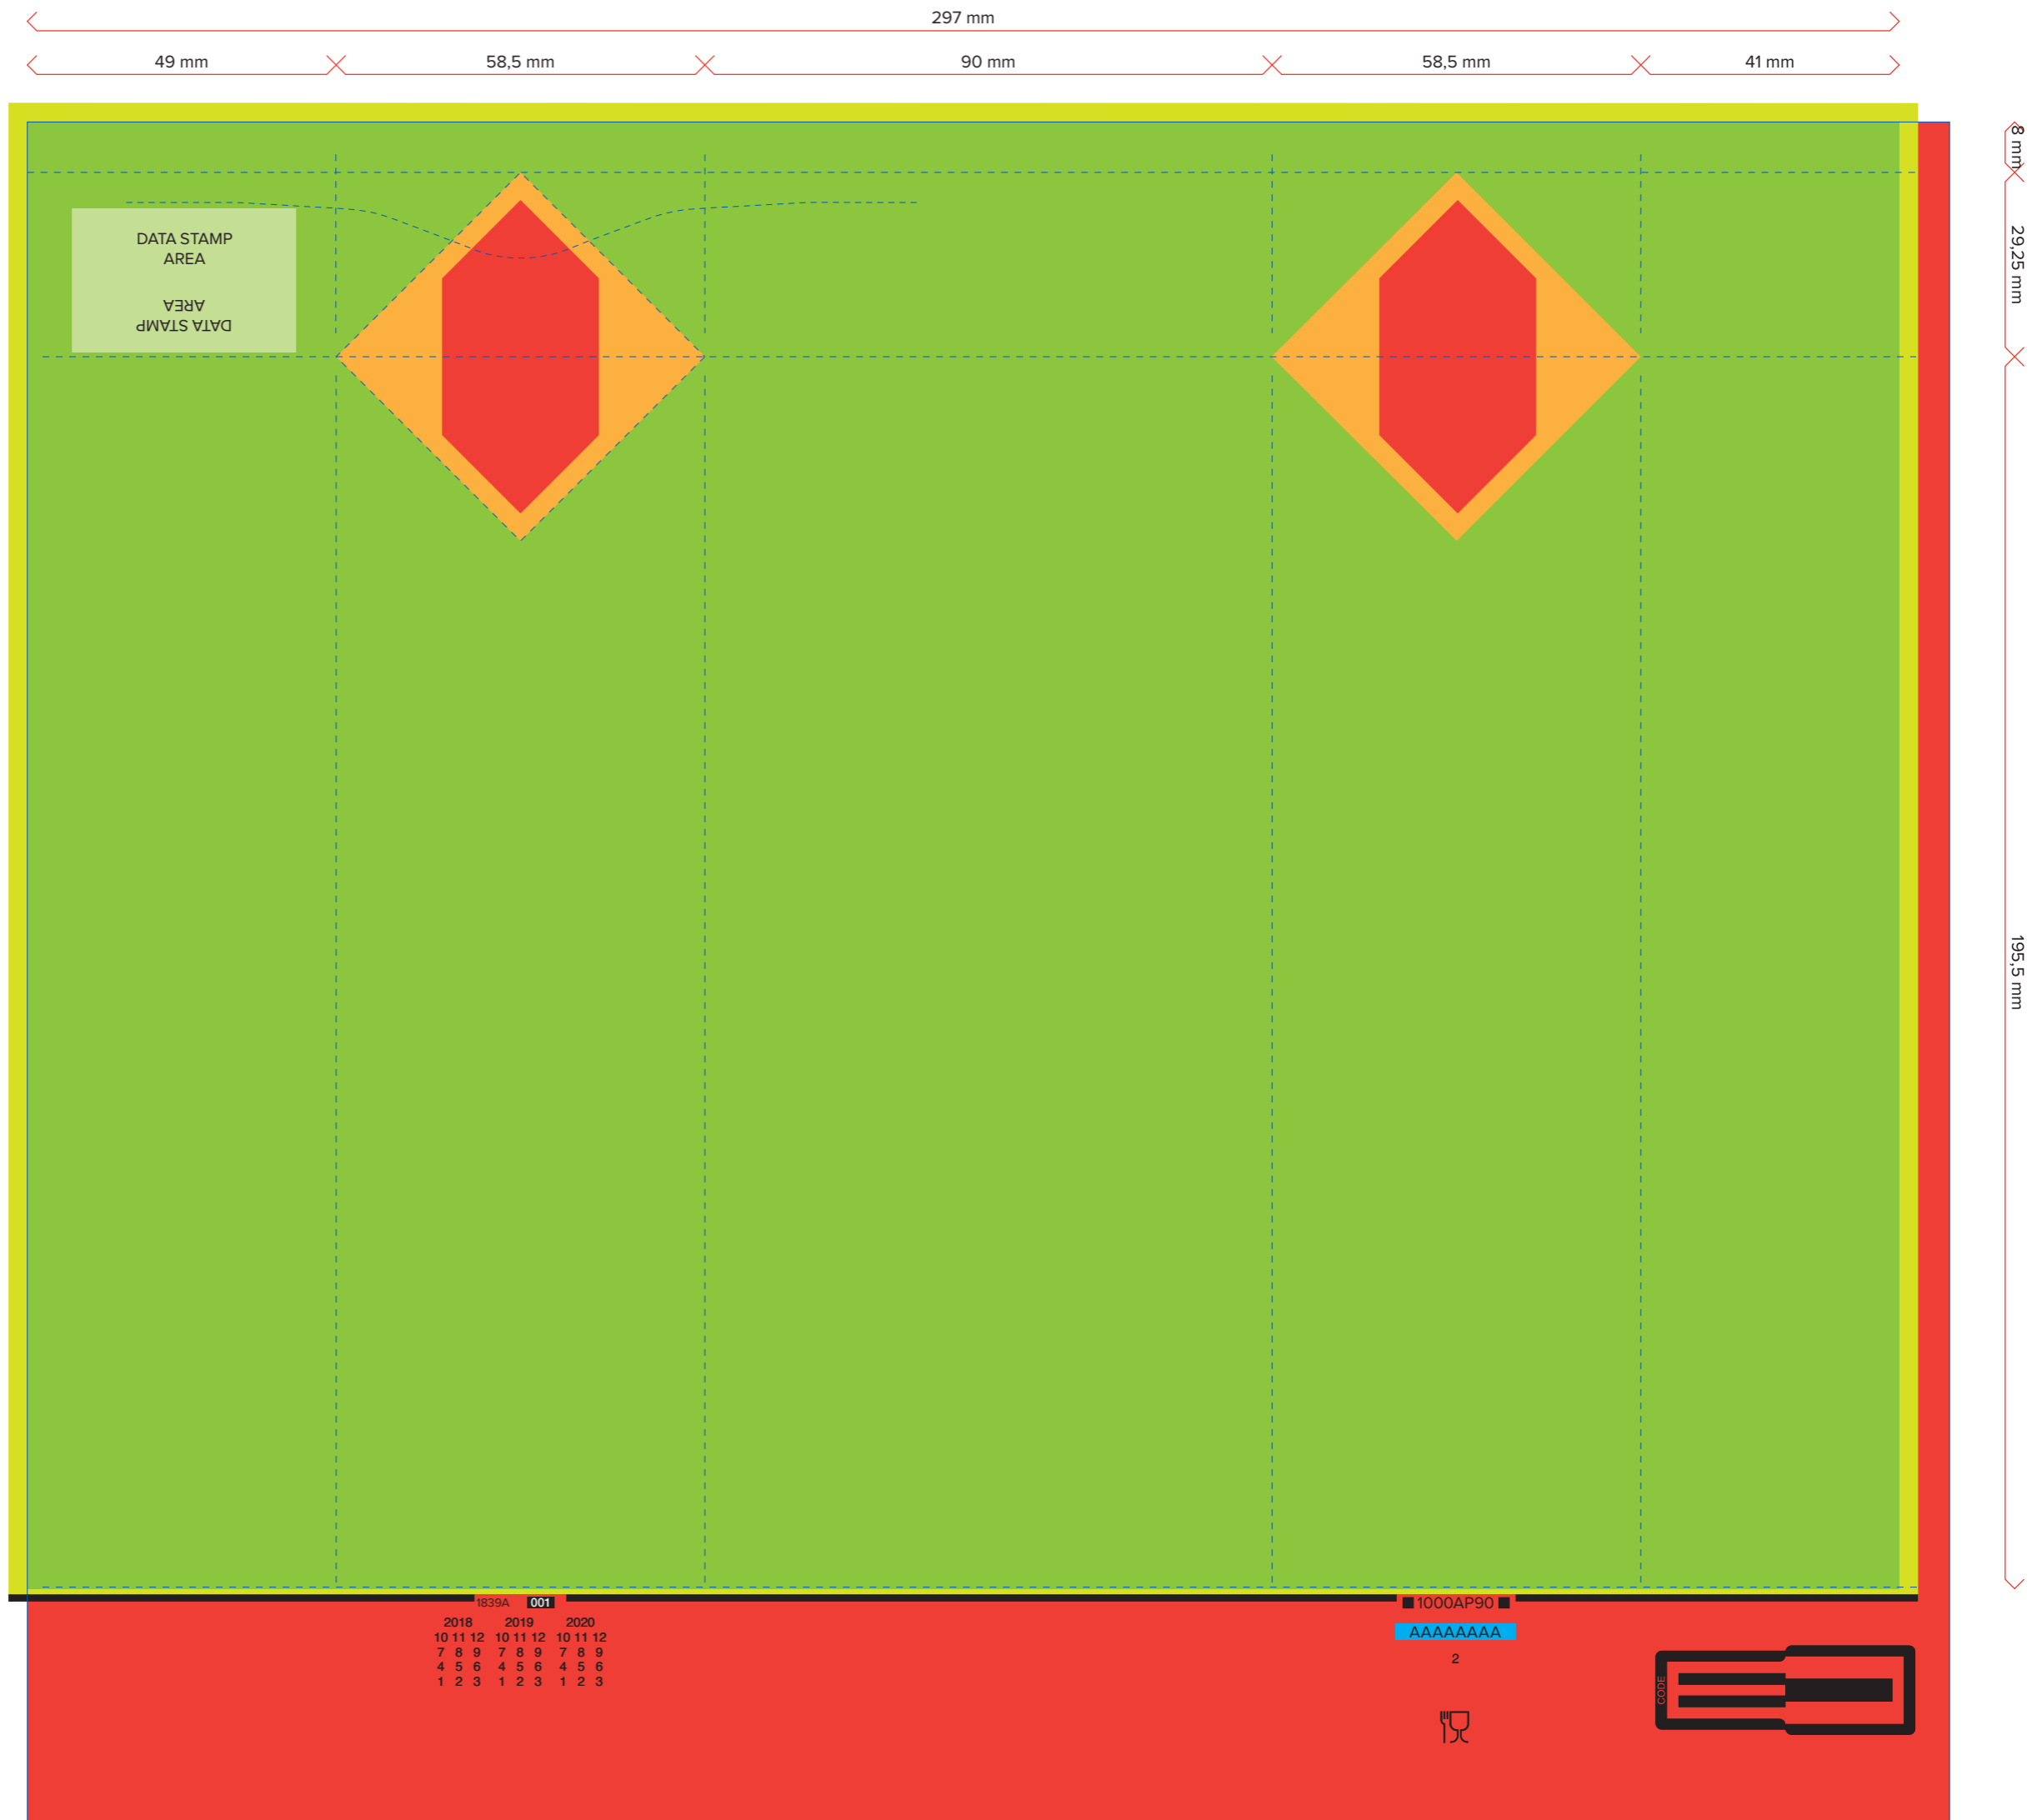 297 mm
49 mm
58,5 mm
90 mm
58,5 mm
41 mm
8 mm
29,25 mm
195,5 mm
DATA STAMP
AREA
DATA STAMP
AREA
1839A 001
2018 2019 2020
10 11 12 10 11 12 10 11 12
7 8 9 7 8 9 7 8 9
4 5 6 4 5 6 4 5 6
1 2 3 1 2 3 1 2 3
1000AP90
AAAAAAAA
2
CODE